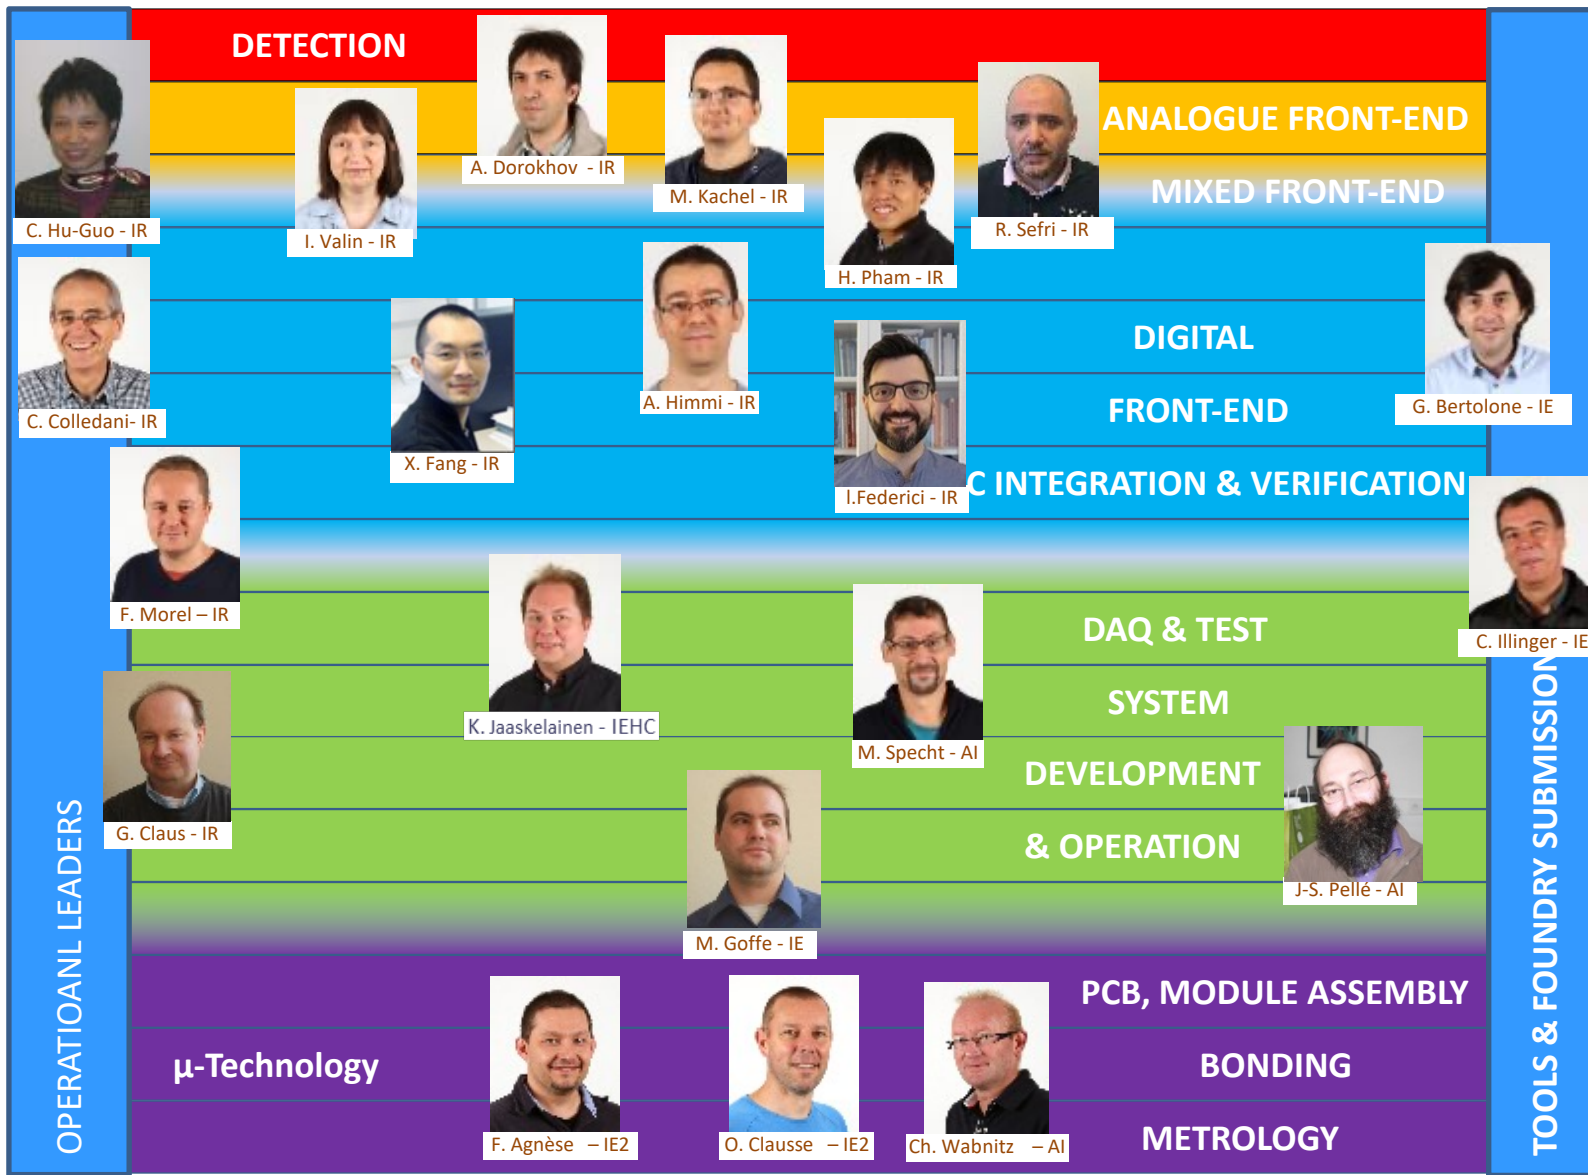 DETECTION
ANALOGUE FRONT-END
A. Dorokhov - IR
M. Kachel - IR
MIXED FRONT-END
C. Hu-Guo - IR
I. Valin - IR
R. Sefri - IR
H. Pham - IR
DIGITAL
A. Himmi - IR
FRONT-END
G. Bertolone - IE
C. Colledani- IR
X. Fang - IR
C INTEGRATION & VERIFICATION
I.Federici - IR
F. Morel – IR
DAQ & TEST
C. Illinger - IE
SYSTEM
K. Jaaskelainen - IEHC
M. Specht - AI
DEVELOPMENT
G. Claus - IR
& OPERATION
J-S. Pellé - AI
M. Goffe - IE
PCB, MODULE ASSEMBLY
µ-Technology
BONDING
METROLOGY
F. Agnèse – IE2
O. Clausse – IE2
Ch. Wabnitz – AI
OPERATIOANL LEADERS
TOOLS & FOUNDRY SUBMISSION